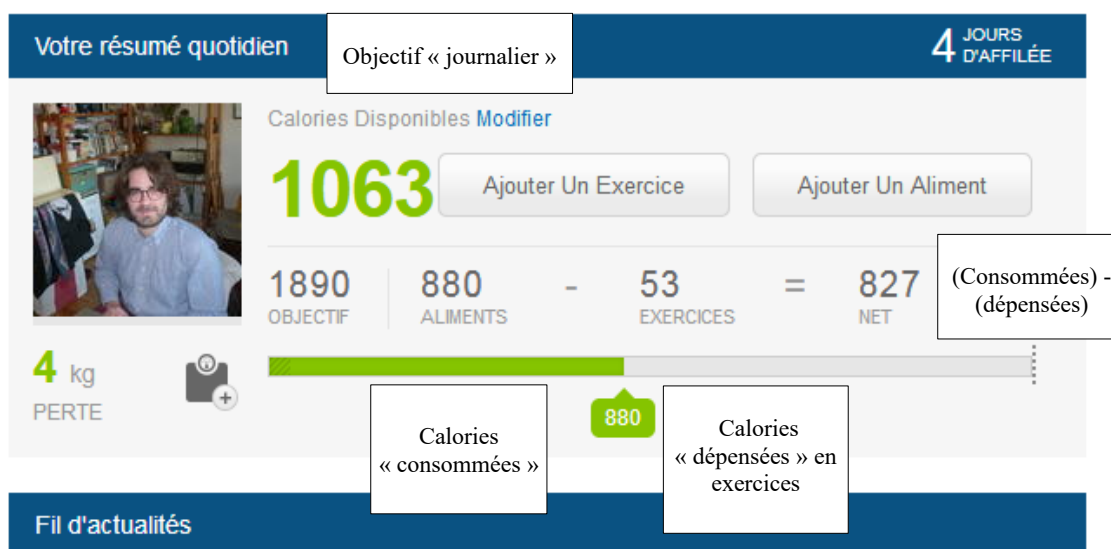 Votre résumé quotidien
Objectif « journalier »
4 JOURS
D'AFFILÉE
Calories Disponibles Modifier
1063
Ajouter Un Exercice
Ajouter Un Aliment
1890
OBJECTIF
880
ALIMENTS
-
53
EXERCICES
=
827
NET
(Consommées) -
(dépensées)
4 kg
PERTE
+
880
Calories
« consommées »
Calories
« dépensées » en
exercices
Fil d'actualités